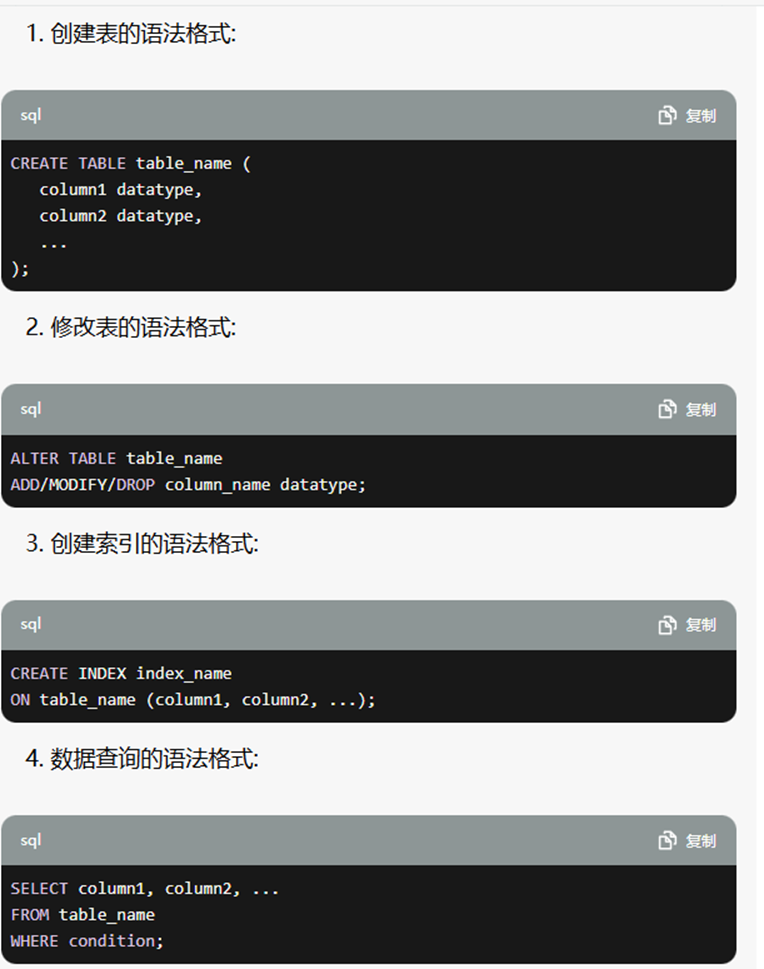 1. 创建表的语法格式:
sql 复制
CREATE TABLE table_name (
   column1 datatype,
   column2 datatype,
   ...
);
2. 修改表的语法格式:
sql 复制
ALTER TABLE table_name
ADD/MODIFY/DROP column_name datatype;
3. 创建索引的语法格式:
sql 复制
CREATE INDEX index_name
ON table_name (column1, column2, ...);
4. 数据查询的语法格式:
sql 复制
SELECT column1, column2, ...
FROM table_name
WHERE condition;